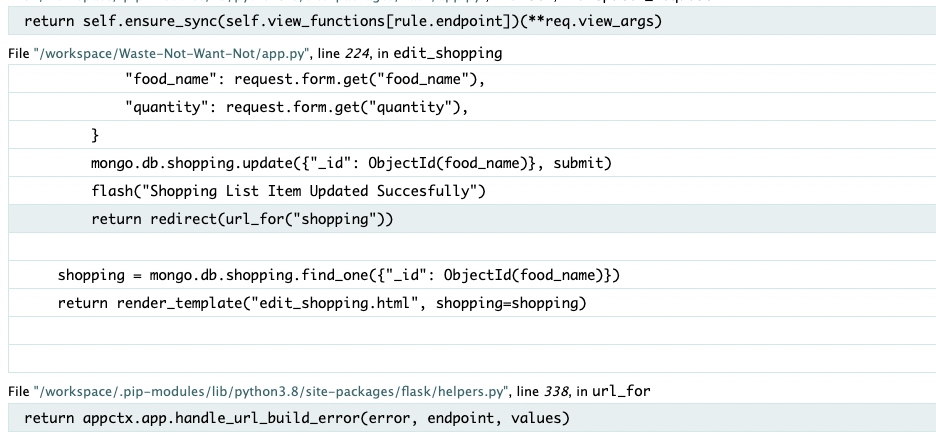 return self.ensure_sync(self.view_functions[rule.endpoint])(**req.view_args)
File "/workspace/Waste-Not-Want-Not/app.py", line 224, in edit_shopping
"food_name": request.form.get("food_name"),
"quantity": request.form.get("quantity"),
}
mongo.db.shopping.update({"_id": ObjectId(food_name)}, submit)
flash("Shopping List Item Updated Succesfully")
return redirect(url_for("shopping"))
shopping = mongo.db.shopping.find_one({"_id": ObjectId(food_name)})
return render_template("edit_shopping.html", shopping=shopping)
File "/workspace/.pip-modules/lib/python3.8/site-packages/flask/helpers.py", line 338, in url_for
return appctx.app.handle_url_build_error(error, endpoint, values)